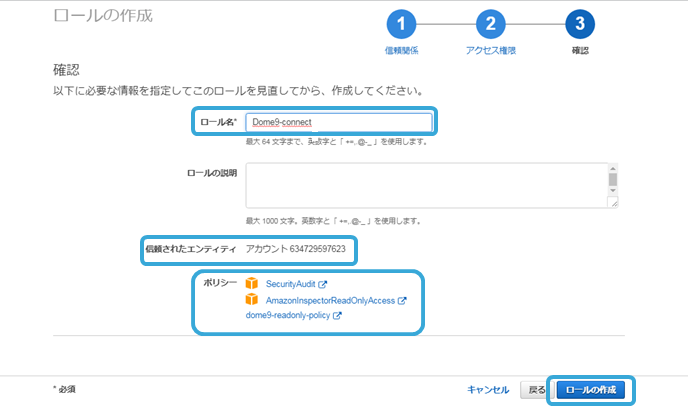 ロールの作成
1 2 3
信頼関係 アクセス権限 確認
確認
以下に必要な情報を指定してこのロールを見直してから、作成してください。
ロール名* Dome9-connect
最大 64 文字まで、英数字と「 +=,.@-_ 」を使用します。
ロールの説明
最大 1000 文字。英数字と「 +=,.@-_ 」を使用します。
信頼されたエンティティ アカウント 634729597623
ポリシー SecurityAudit
AmazonInspectorReadOnlyAccess
dome9-readonly-policy
* 必須 キャンセル 戻る ロールの作成